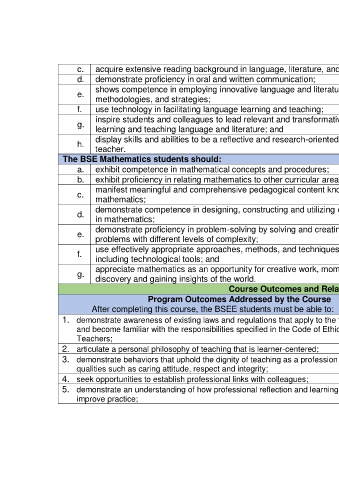 c. acquire extensive reading background in language, literature, and
d. demonstrate proficiency in oral and written communication;
e. shows competence in employing innovative language and
methodologies, and strategies;
f. use technology in facilitating language learning and teaching;
g. inspire students and colleagues to lead relevant and
learning and teaching language and literature; and
h. display skills and abilities to be a reflective and research-oriented
teacher.
The BSE Mathematics students should:
a. exhibit competence in mathematical concepts and procedures;
b. exhibit proficiency in relating mathematics to other curricular
c. manifest meaningful and comprehensive pedagogical content
mathematics;
d. demonstrate competence in designing, constructing and utilizing
in mathematics;
e. demonstrate proficiency in problem-solving by solving and
problems with different levels of complexity;
f. use effectively appropriate approaches, methods, and techniques
including technological tools; and
g. appreciate mathematics as an opportunity for creative work,
discovery and gaining insights of the world.
Course Outcomes and
Program Outcomes Addressed by the Course
After completing this course, the BSEE students must be able to:
1. demonstrate awareness of existing laws and regulations that apply to the
and become familiar with the responsibilities specified in the Code of
Teachers;
2. articulate a personal philosophy of teaching that is learner-centered;
3. demonstrate behaviors that uphold the dignity of teaching as a profession
qualities such as caring attitude, respect and integrity;
4. seek opportunities to establish professional links with colleagues;
5. demonstrate an understanding of how professional reflection and learning
improve practice;